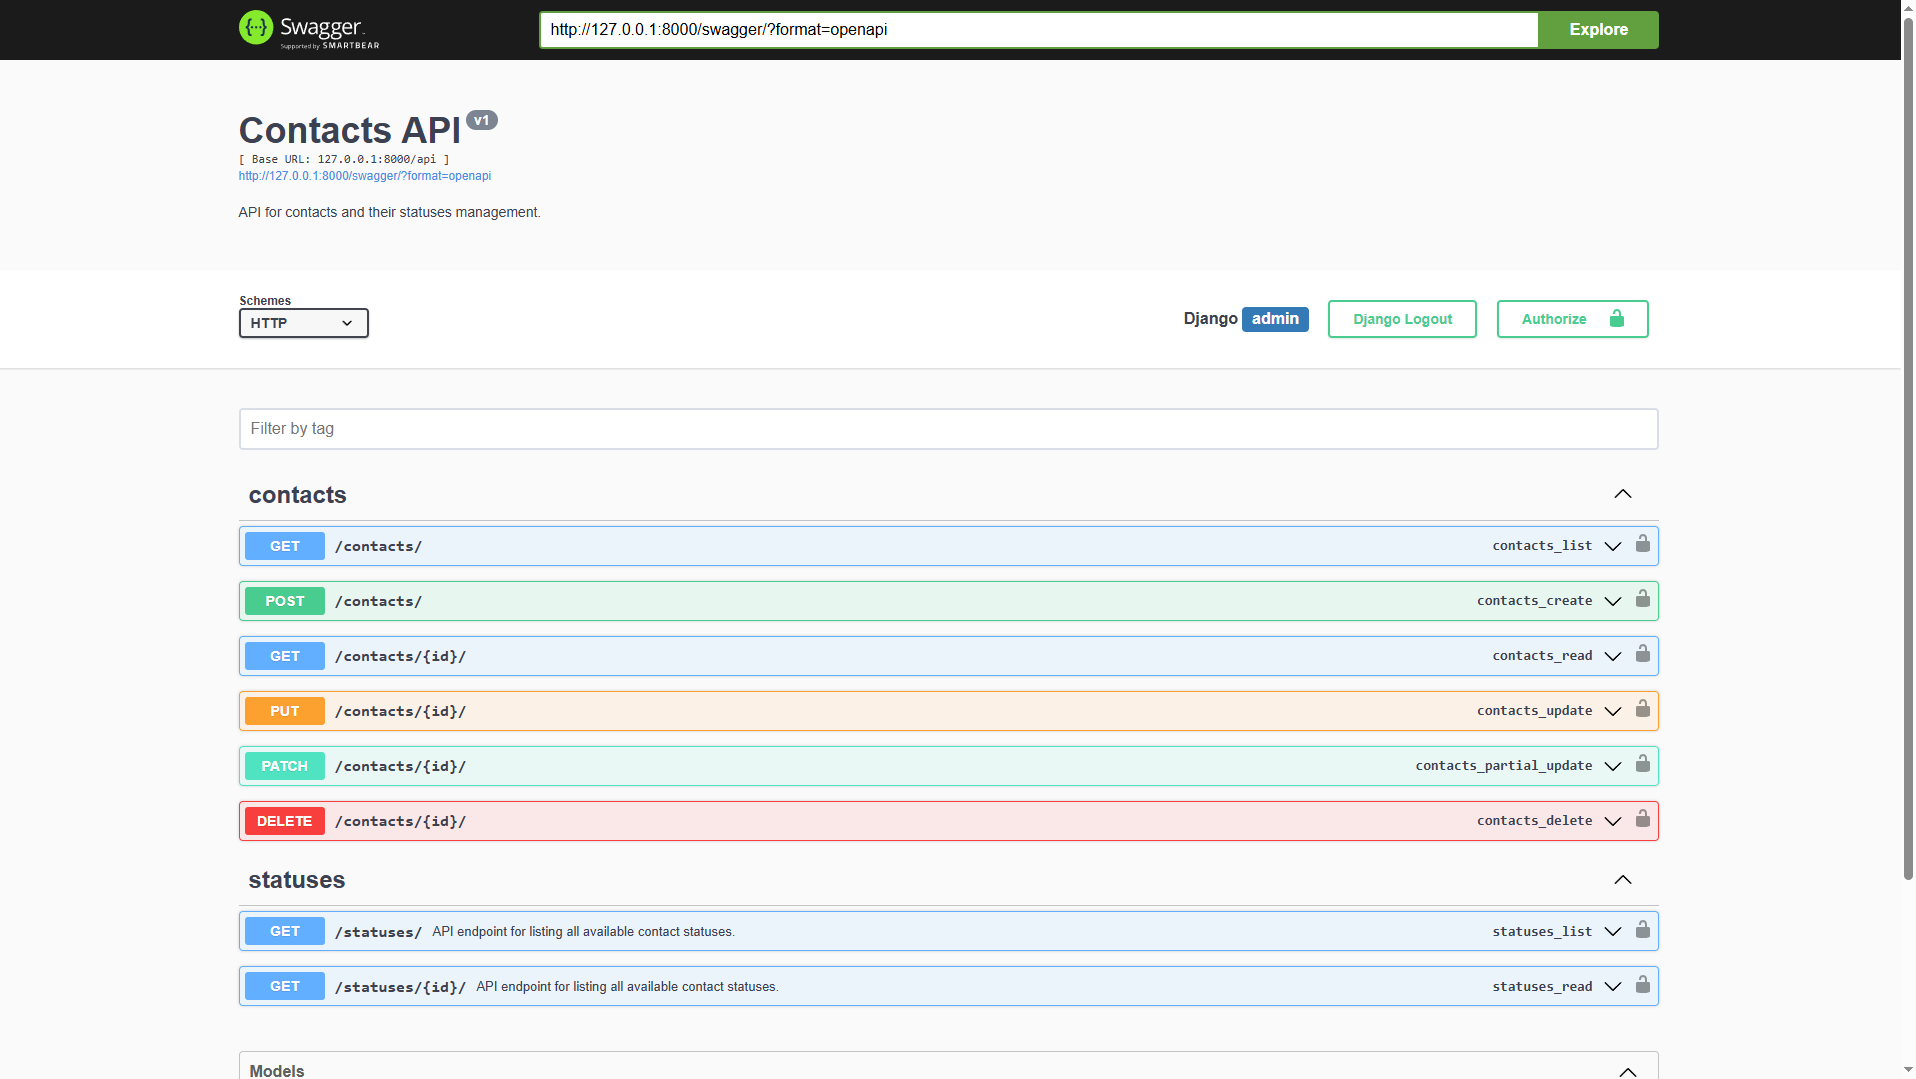 Swagger
Supported by SMARTBEAR
http://127.0.0.1:8000/swagger/?format=openapi
Explore
Contacts API v1
[ Base URL: 127.0.0.1:8000/api ]
http://127.0.0.1:8000/swagger/?format=openapi
API for contacts and their statuses management.
Schemes
HTTP
Django admin
Django Logout
Authorize
Filter by tag
contacts
GET /contacts/ contacts_list
POST /contacts/ contacts_create
GET /contacts/{id}/ contacts_read
PUT /contacts/{id}/ contacts_update
PATCH /contacts/{id}/ contacts_partial_update
DELETE /contacts/{id}/ contacts_delete
statuses
GET /statuses/ API endpoint for listing all available contact statuses. statuses_list
GET /statuses/{id}/ API endpoint for listing all available contact statuses. statuses_read
Models